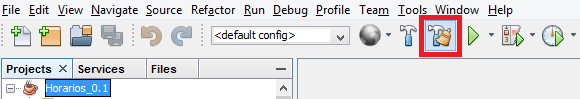 File Edit View Navigate Source Refactor Run Debug Profile Team Tools Window
<default config>
Projects Services Files
Horarios_0.1